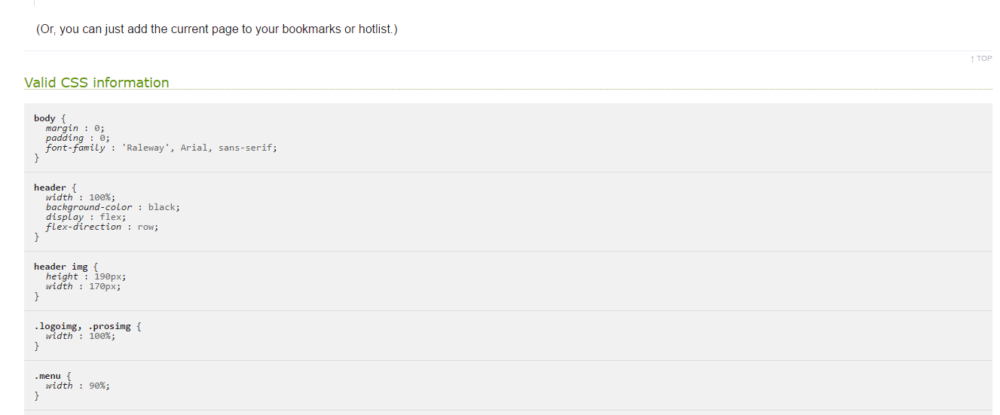 (Or, you can just add the current page to your bookmarks or hotlist.)
↑ TOP
Valid CSS information
body {
margin : 0;
padding : 0;
font-family : 'Raleway', Arial, sans-serif;
}
header {
width : 100%;
background-color : black;
display : flex;
flex-direction : row;
}
header img {
height : 190px;
width : 170px;
}
.logoimg, .prosimg {
width : 100%;
}
.menu {
width : 90%;
}